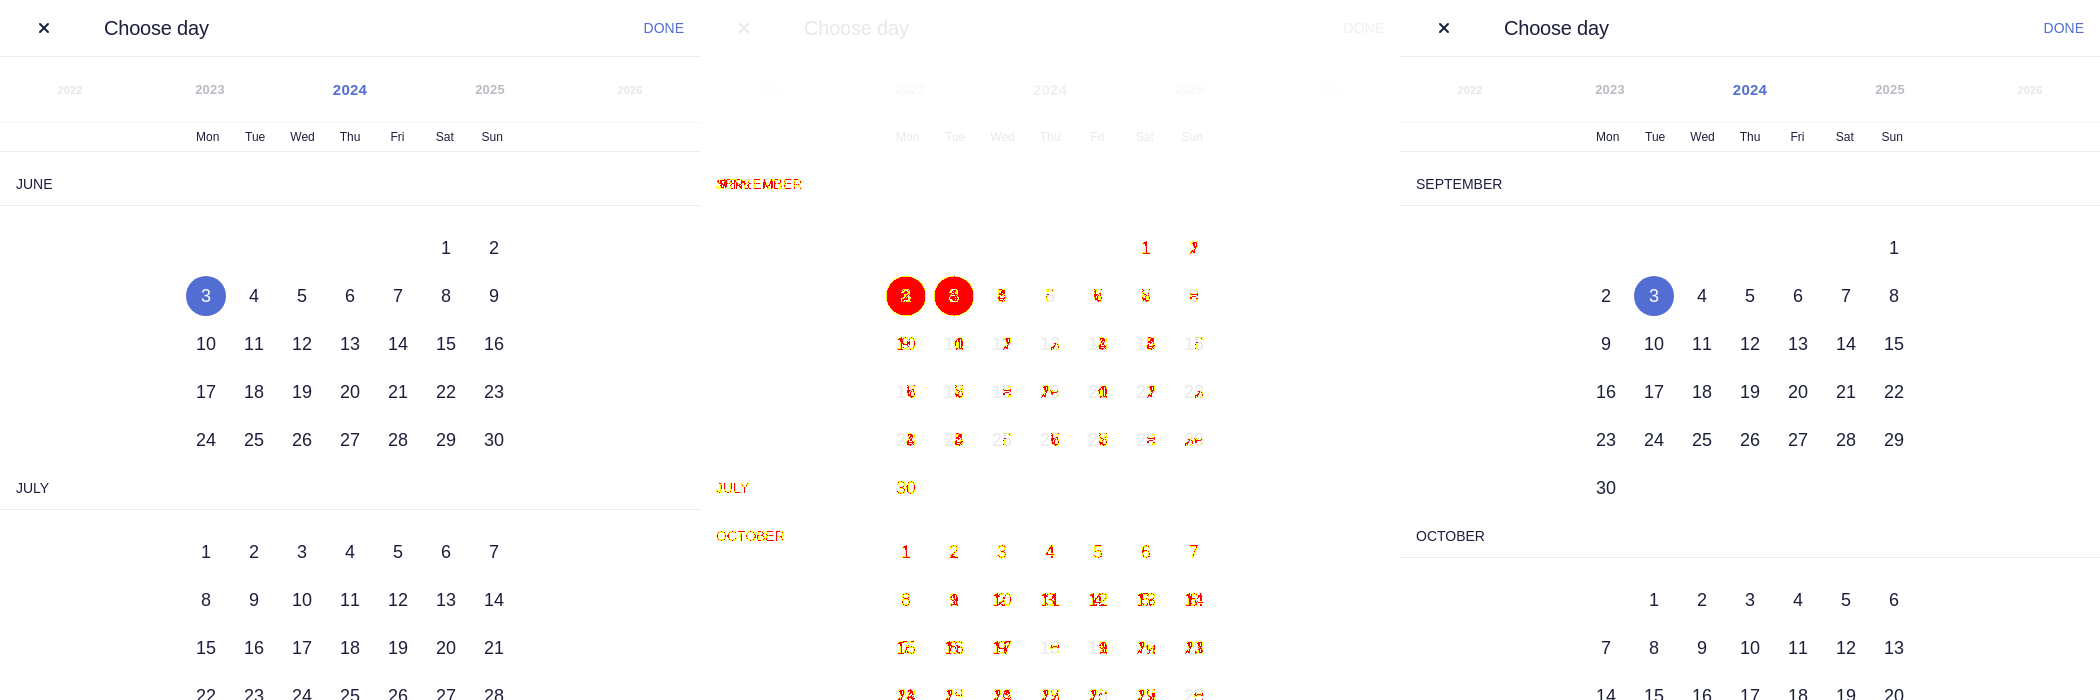 Choose day DONE
2022 2023 2024 2025 2026
Mon Tue Wed Thu Fri Sat Sun
JUNE
1 2
3 4 5 6 7 8 9
10 11 12 13 14 15 16
17 18 19 20 21 22 23
24 25 26 27 28 29 30
JULY
1 2 3 4 5 6 7
8 9 10 11 12 13 14
15 16 17 18 19 20 21
22 23 24 25 26 27 28
Choose day DONE
2023 2024 2025
Mon Tue Wed Thu Fri Sat Sun
1
30
JULY
OCTOBER
1 2 3 4 5 6 7
Choose day DONE
2022 2023 2024 2025 2026
Mon Tue Wed Thu Fri Sat Sun
SEPTEMBER
1
2 3 4 5 6 7 8
9 10 11 12 13 14 15
16 17 18 19 20 21 22
23 24 25 26 27 28 29
30
OCTOBER
1 2 3 4 5 6
7 8 9 10 11 12 13
14 15 16 17 18 19 20